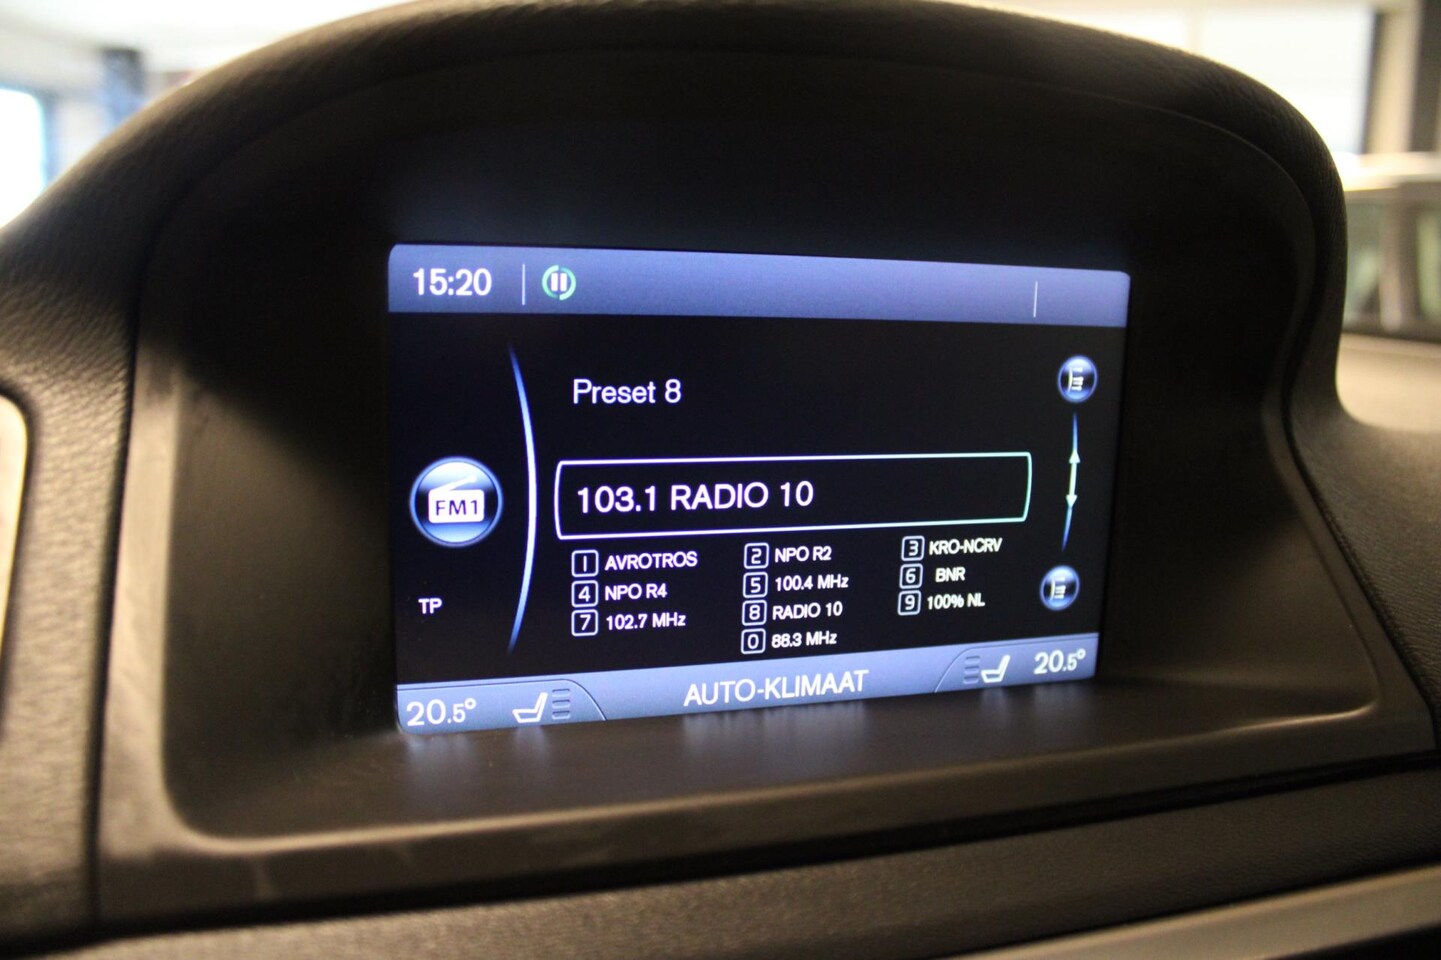 15:20
Preset 8
FM1
103.1 RADIO 10
1 AVROTROS 2 NPO R2 3 KRO-NCRV
4 NPO R4 5 100.4 MHz 6 BNR
7 102.7 MHz 8 RADIO 10 9 100% NL
0 88.3 MHz
TP
20.5° AUTO-KLIMAAT 20.5°